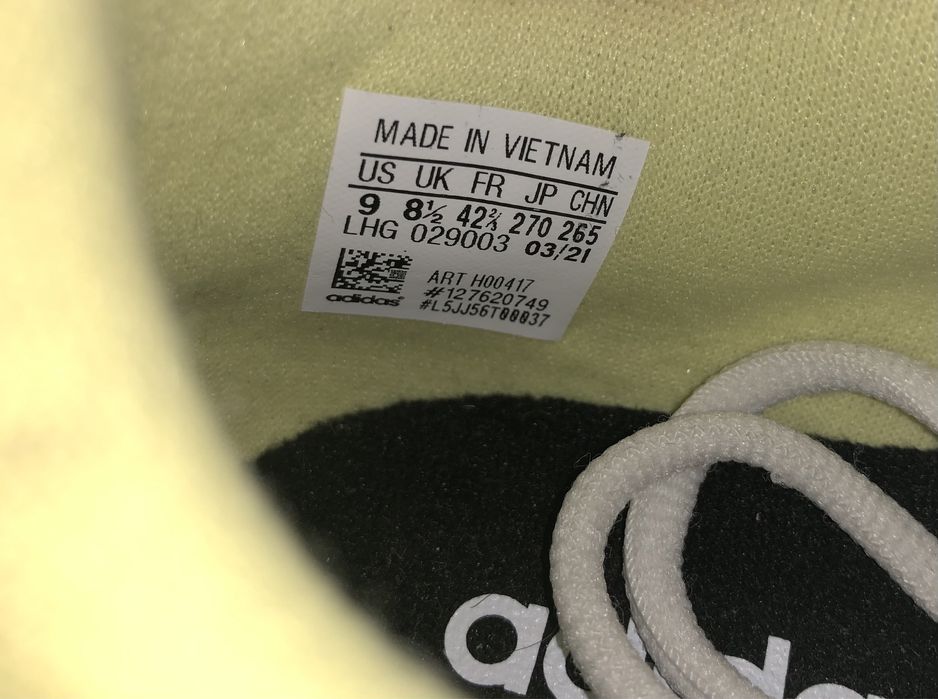 MADE IN VIETNAM
US UK FR JP CHN
9 8½ 42⅔ 270 265
LHG 029003 03/21
ART H00417
#127620749
#L5JJ56T00037
adidas